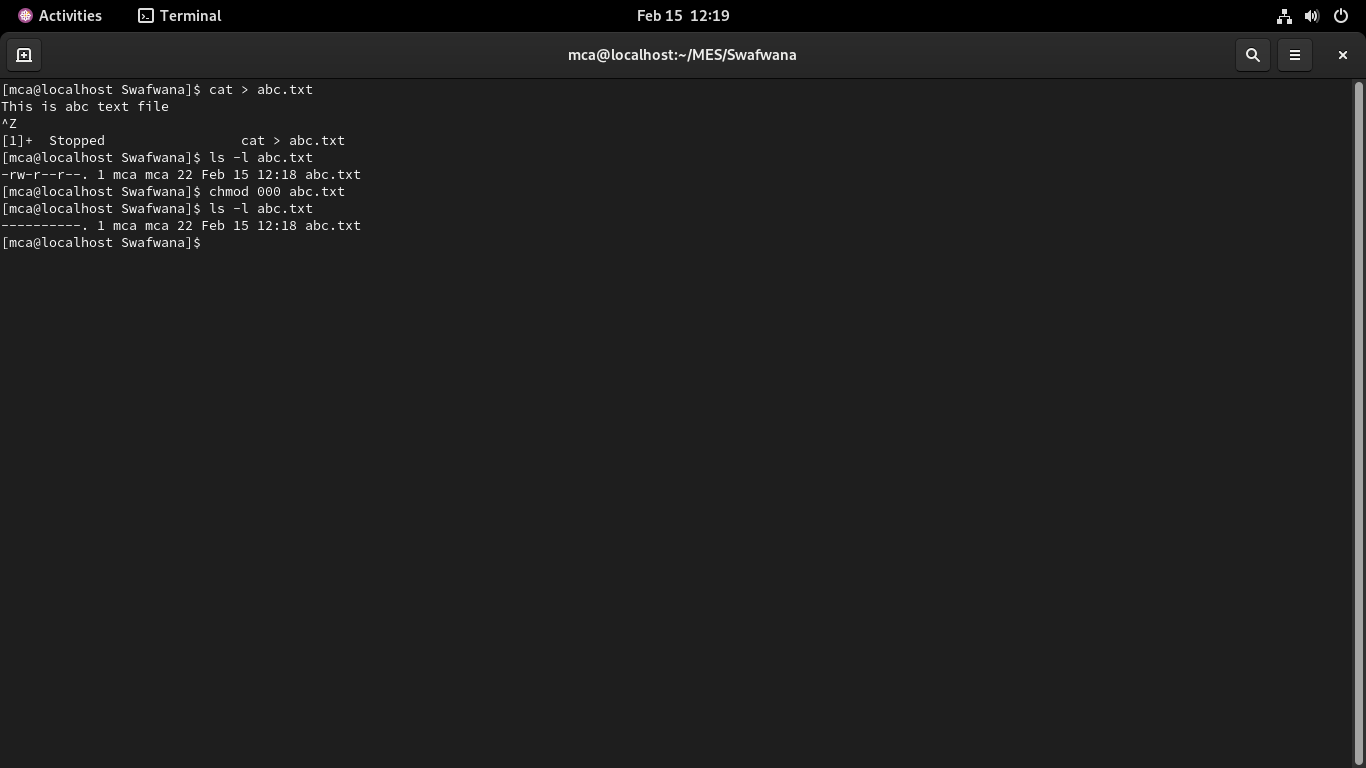 Activities Terminal Feb 15 12:19
mca@localhost:~/MES/Swafwana
[mca@localhost Swafwana]$ cat > abc.txt
This is abc text file
^Z
[1]+  Stopped                 cat > abc.txt
[mca@localhost Swafwana]$ ls -l abc.txt
-rw-r--r--. 1 mca mca 22 Feb 15 12:18 abc.txt
[mca@localhost Swafwana]$ chmod 000 abc.txt
[mca@localhost Swafwana]$ ls -l abc.txt
----------. 1 mca mca 22 Feb 15 12:18 abc.txt
[mca@localhost Swafwana]$